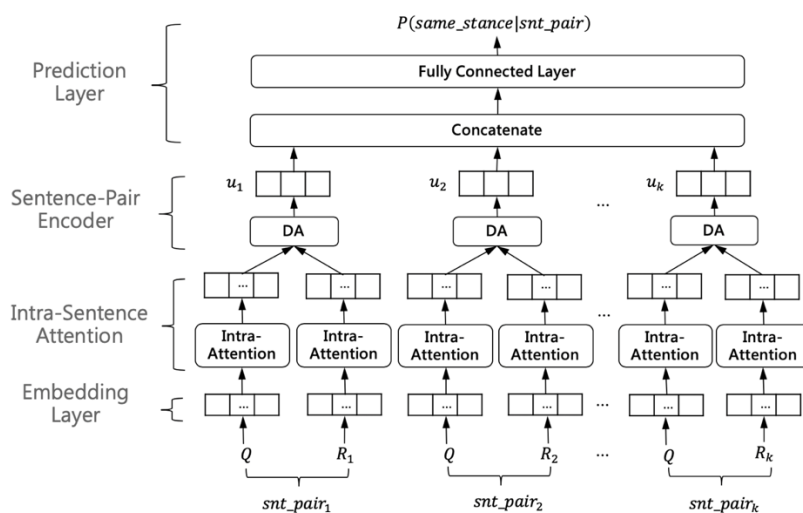 P(same_stance|snt_pair)
Prediction Layer
Fully Connected Layer
Concatenate
Sentence-Pair Encoder
u₁
u₂
...
uₖ
DA
DA
DA
Intra-Sentence Attention
...
...
...
...
...
...
...
Intra-Attention
Intra-Attention
Intra-Attention
Intra-Attention
Intra-Attention
Intra-Attention
Embedding Layer
...
...
...
...
...
...
...
Q
R₁
Q
R₂
...
Q
Rₖ
snt_pair₁
snt_pair₂
snt_pairₖ